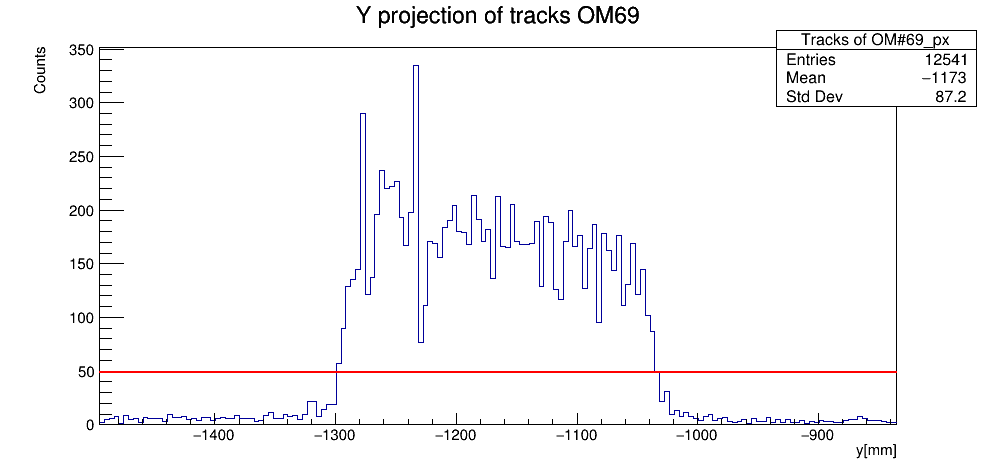 Y projection of tracks OM69
Tracks of OM#69_px
Entries 12541
Mean −1173
Std Dev 87.2
Counts
350
300
250
200
150
100
50
0
−1400 −1300 −1200 −1100 −1000 −900
y[mm]